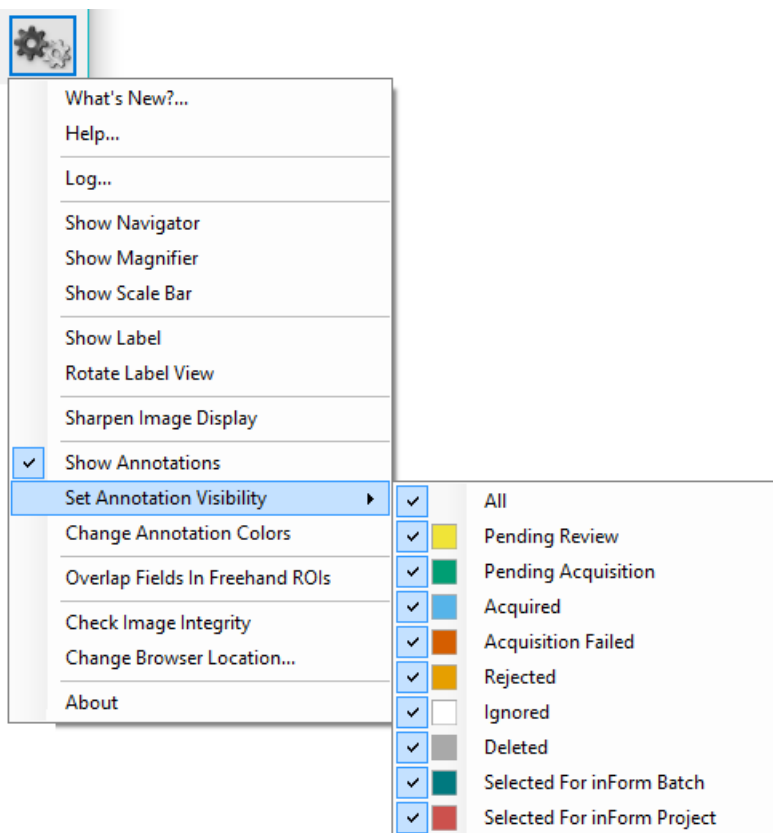 What's New?...
Help...
Log...
Show Navigator
Show Magnifier
Show Scale Bar
Show Label
Rotate Label View
Sharpen Image Display
Show Annotations
Set Annotation Visibility
Change Annotation Colors
Overlap Fields In Freehand ROIs
Check Image Integrity
Change Browser Location...
About
All
Pending Review
Pending Acquisition
Acquired
Acquisition Failed
Rejected
Ignored
Deleted
Selected For inForm Batch
Selected For inForm Project